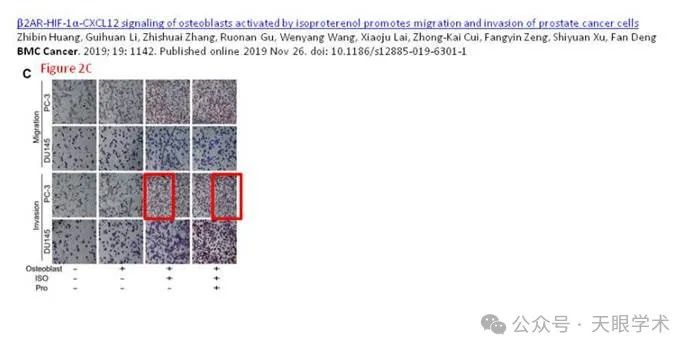 β2AR-HIF-1α-CXCL12 signaling of osteoblasts activated by isoproterenol promotes migration and invasion of prostate cancer cells
Zhibin Huang, Guihuan Li, Zhishuai Zhang, Ruonan Gu, Wenyang Wang, Xiaoju Lai, Zhong-Kai Cui, Fangyin Zeng, Shiyuan Xu, Fan Deng
BMC Cancer. 2019; 19: 1142. Published online 2019 Nov 26. doi: 10.1186/s12885-019-6301-1
C Figure 2C
Migration
PC-3
DU145
Invasion
PC-3
DU145
Osteoblast - + + +
ISO - - + +
Pro - - - +
公众号 · 天眼学术